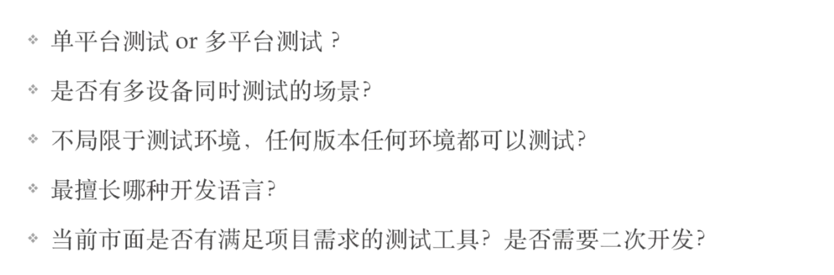 ❖ 单平台测试 or 多平台测试 ?
❖ 是否有多设备同时测试的场景?
❖ 不局限于测试环境，任何版本任何环境都可以测试?
❖ 最擅长哪种开发语言?
❖ 当前市面是否有满足项目需求的测试工具? 是否需要二次开发?